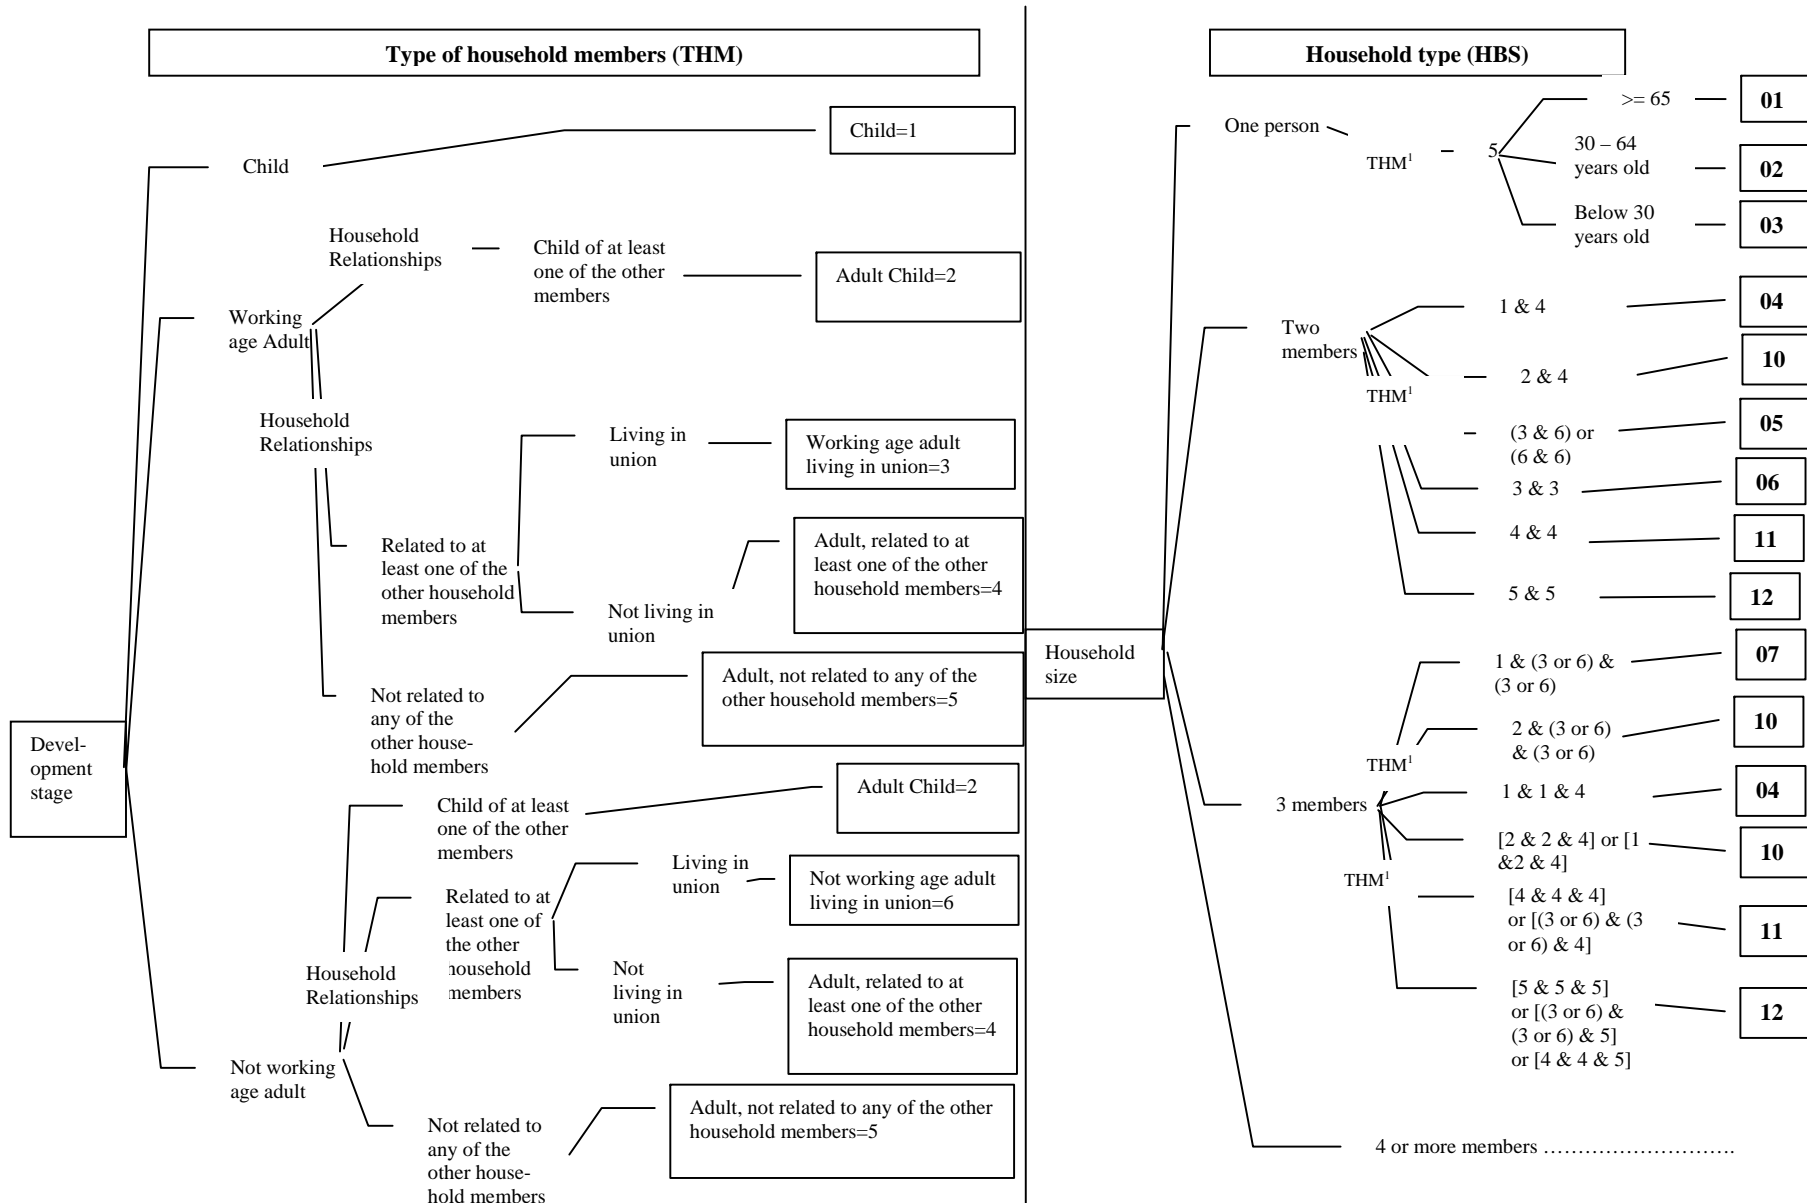 Type of household members (THM)
Child
Child=1
Household
Relationships
Child of at least
one of the other
members
Adult Child=2
Working
age Adult
Household
Relationships
Living in
union
Working age adult
living in union=3
Related to at
least one of the
other household
members
Not living in
union
Adult, related to at
least one of the other
household members=4
Not related to
any of the
other house-
hold members
Adult, not related to any of the
other household members=5
Devel-
opment
stage
Child of at least
one of the other
members
Adult Child=2
Living in
union
Not working age adult
living in union=6
Related to at
least one of
the other
household
members
Household
Relationships
Not
living in
union
Adult, related to at
least one of the other
household members=4
Not working
age adult
Not related to
any of the
other house-
hold members
Adult, not related to any of the other
household members=5
Household type (HBS)
Household
size
One person
THM¹
5
>= 65
01
30 – 64
years old
02
Below 30
years old
03
Two
members
THM¹
1 & 4
04
2 & 4
10
(3 & 6) or
(6 & 6)
05
3 & 3
06
4 & 4
11
5 & 5
12
3 members
THM¹
1 & (3 or 6) &
(3 or 6)
07
2 & (3 or 6)
& (3 or 6)
10
1 & 1 & 4
04
[2 & 2 & 4] or [1
&2 & 4]
10
THM¹
[4 & 4 & 4]
or [(3 or 6) & (3
or 6) & 4]
11
[5 & 5 & 5]
or [(3 or 6) &
(3 or 6) & 5]
or [4 & 4 & 5]
12
4 or more members ……………………….